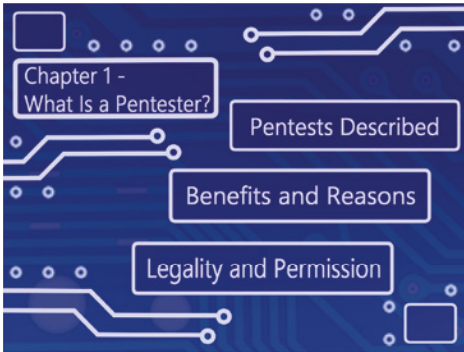 Chapter 1 -
What Is a Pentester?
Pentests Described
Benefits and Reasons
Legality and Permission